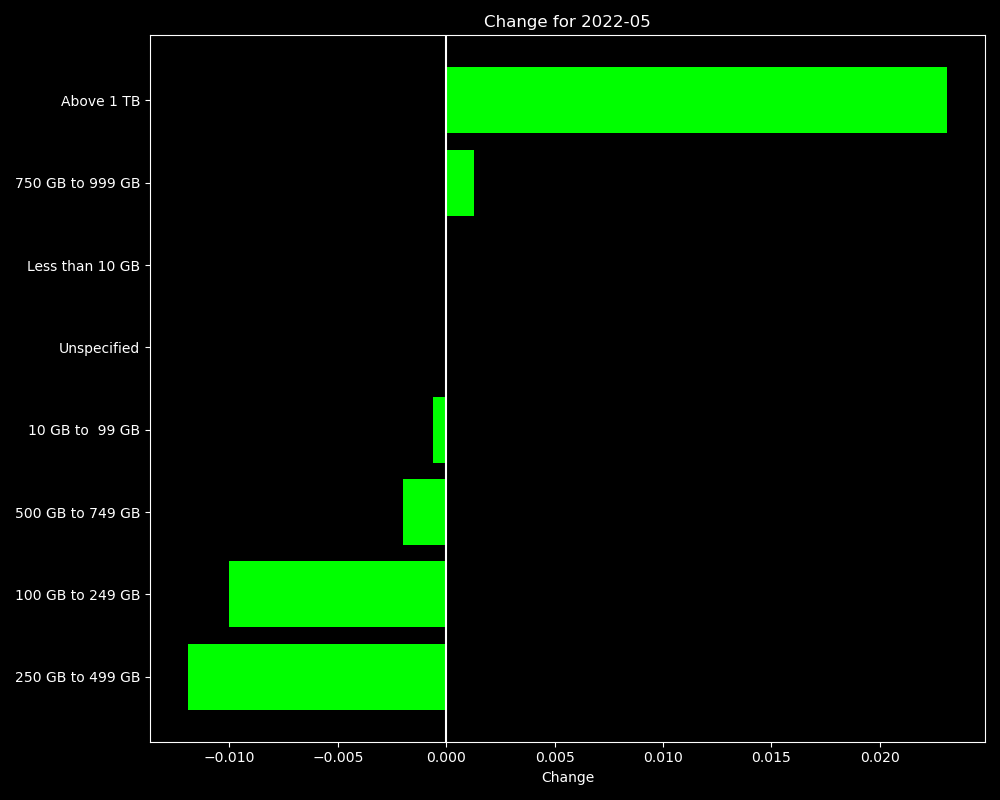 Change for 2022-05
Above 1 TB
750 GB to 999 GB
Less than 10 GB
Unspecified
10 GB to  99 GB
500 GB to 749 GB
100 GB to 249 GB
250 GB to 499 GB
−0.010 −0.005 0.000 0.005 0.010 0.015 0.020
Change